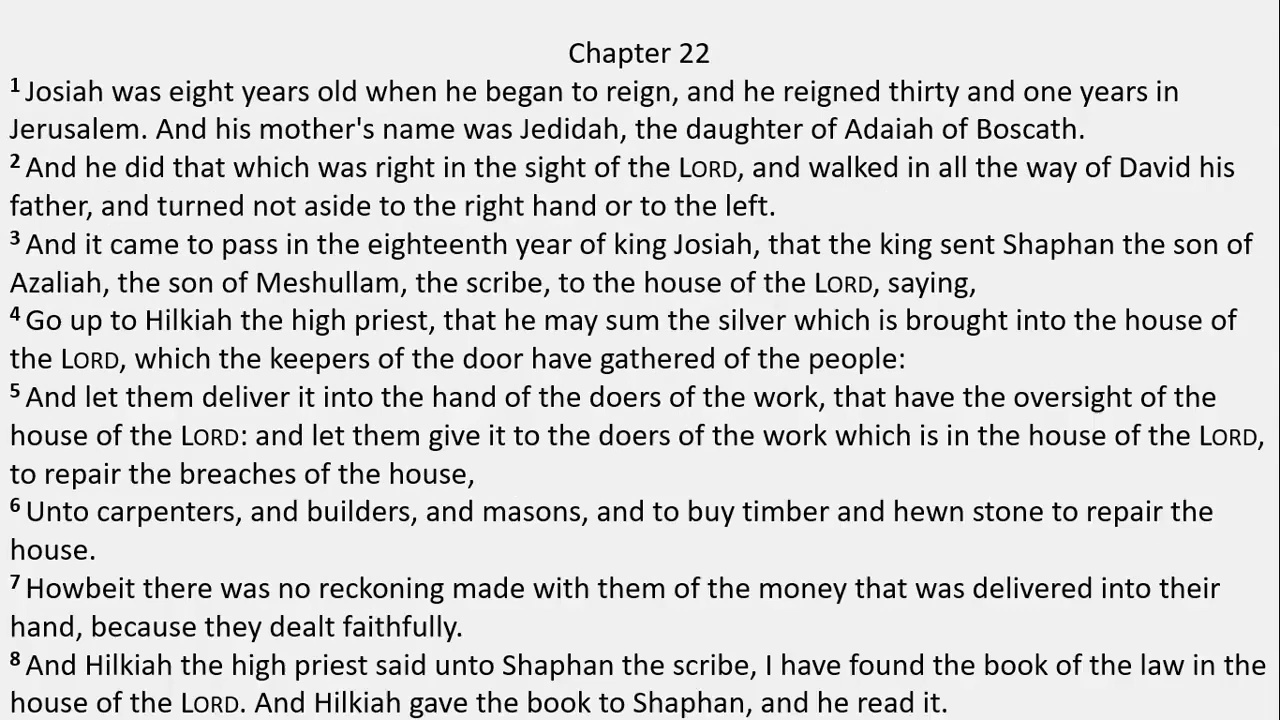 Chapter 22
1 Josiah was eight years old when he began to reign, and he reigned thirty and one years in
Jerusalem. And his mother's name was Jedidah, the daughter of Adaiah of Boscath.
2 And he did that which was right in the sight of the LORD, and walked in all the way of David his
father, and turned not aside to the right hand or to the left.
3 And it came to pass in the eighteenth year of king Josiah, that the king sent Shaphan the son of
Azaliah, the son of Meshullam, the scribe, to the house of the LORD, saying,
4 Go up to Hilkiah the high priest, that he may sum the silver which is brought into the house of
the LORD, which the keepers of the door have gathered of the people:
5 And let them deliver it into the hand of the doers of the work, that have the oversight of the
house of the LORD: and let them give it to the doers of the work which is in the house of the LORD,
to repair the breaches of the house,
6 Unto carpenters, and builders, and masons, and to buy timber and hewn stone to repair the
house.
7 Howbeit there was no reckoning made with them of the money that was delivered into their
hand, because they dealt faithfully.
8 And Hilkiah the high priest said unto Shaphan the scribe, I have found the book of the law in the
house of the LORD. And Hilkiah gave the book to Shaphan, and he read it.